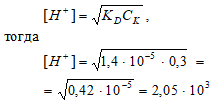 [H⁺] = √(K_D C_K) ,
тогда
[H⁺] = √(1,4 · 10⁻⁵ · 0,3) =
= √(0,42 · 10⁻⁵) = 2,05 · 10³